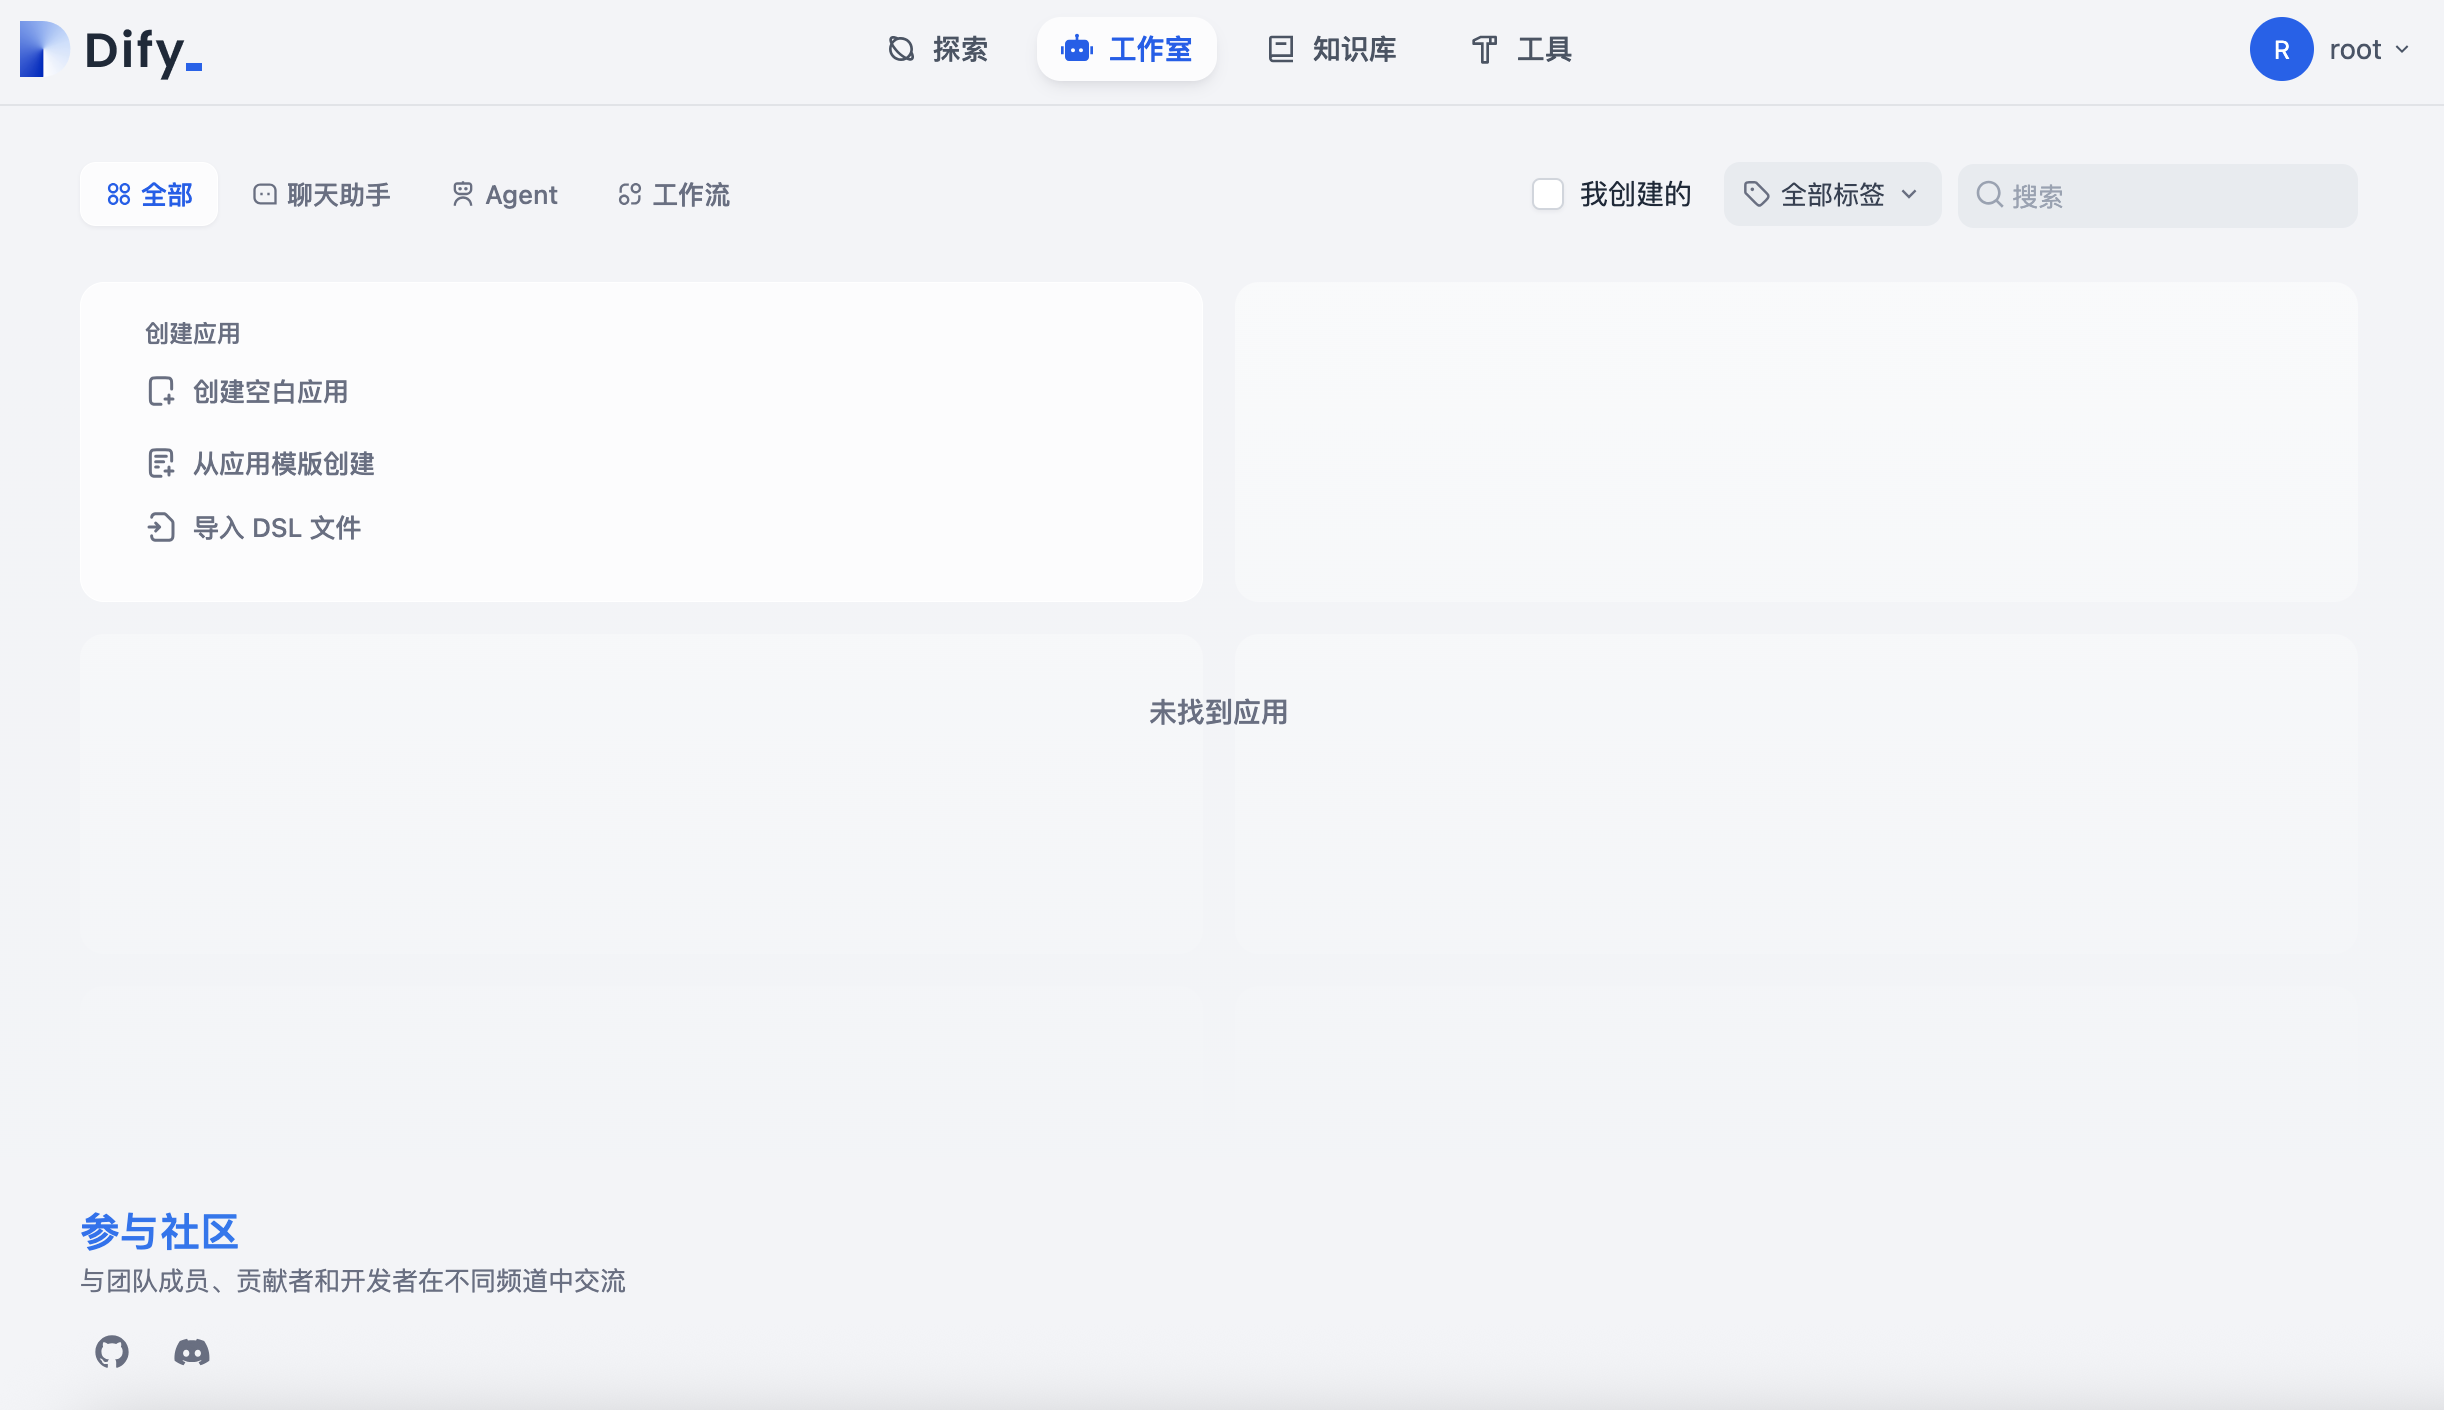 Dify_
探索
工作室
知识库
工具
R
root
全部
聊天助手
Agent
工作流
我创建的
全部标签
搜索
创建应用
创建空白应用
从应用模版创建
导入 DSL 文件
未找到应用
参与社区
与团队成员、贡献者和开发者在不同频道中交流